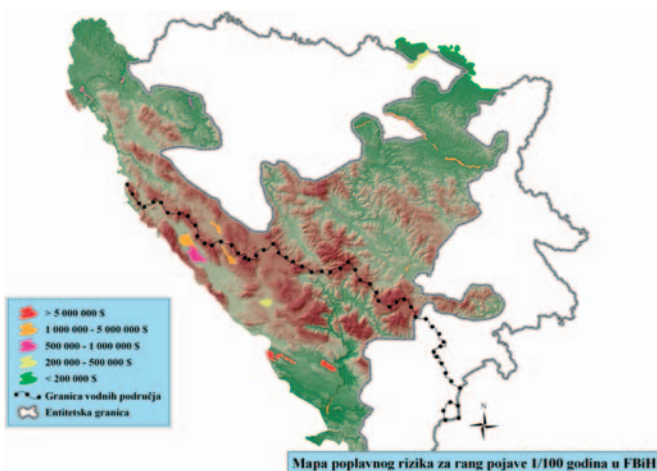 > 5 000 000 $
1 000 000 - 5 000 000 $
500 000 - 1 000 000 $
200 000 - 500 000 $
< 200 000 $
Granica vodnih područja
Entitetska granica
N
Mapa poplavnog rizika za rang pojave 1/100 godina u FBiH